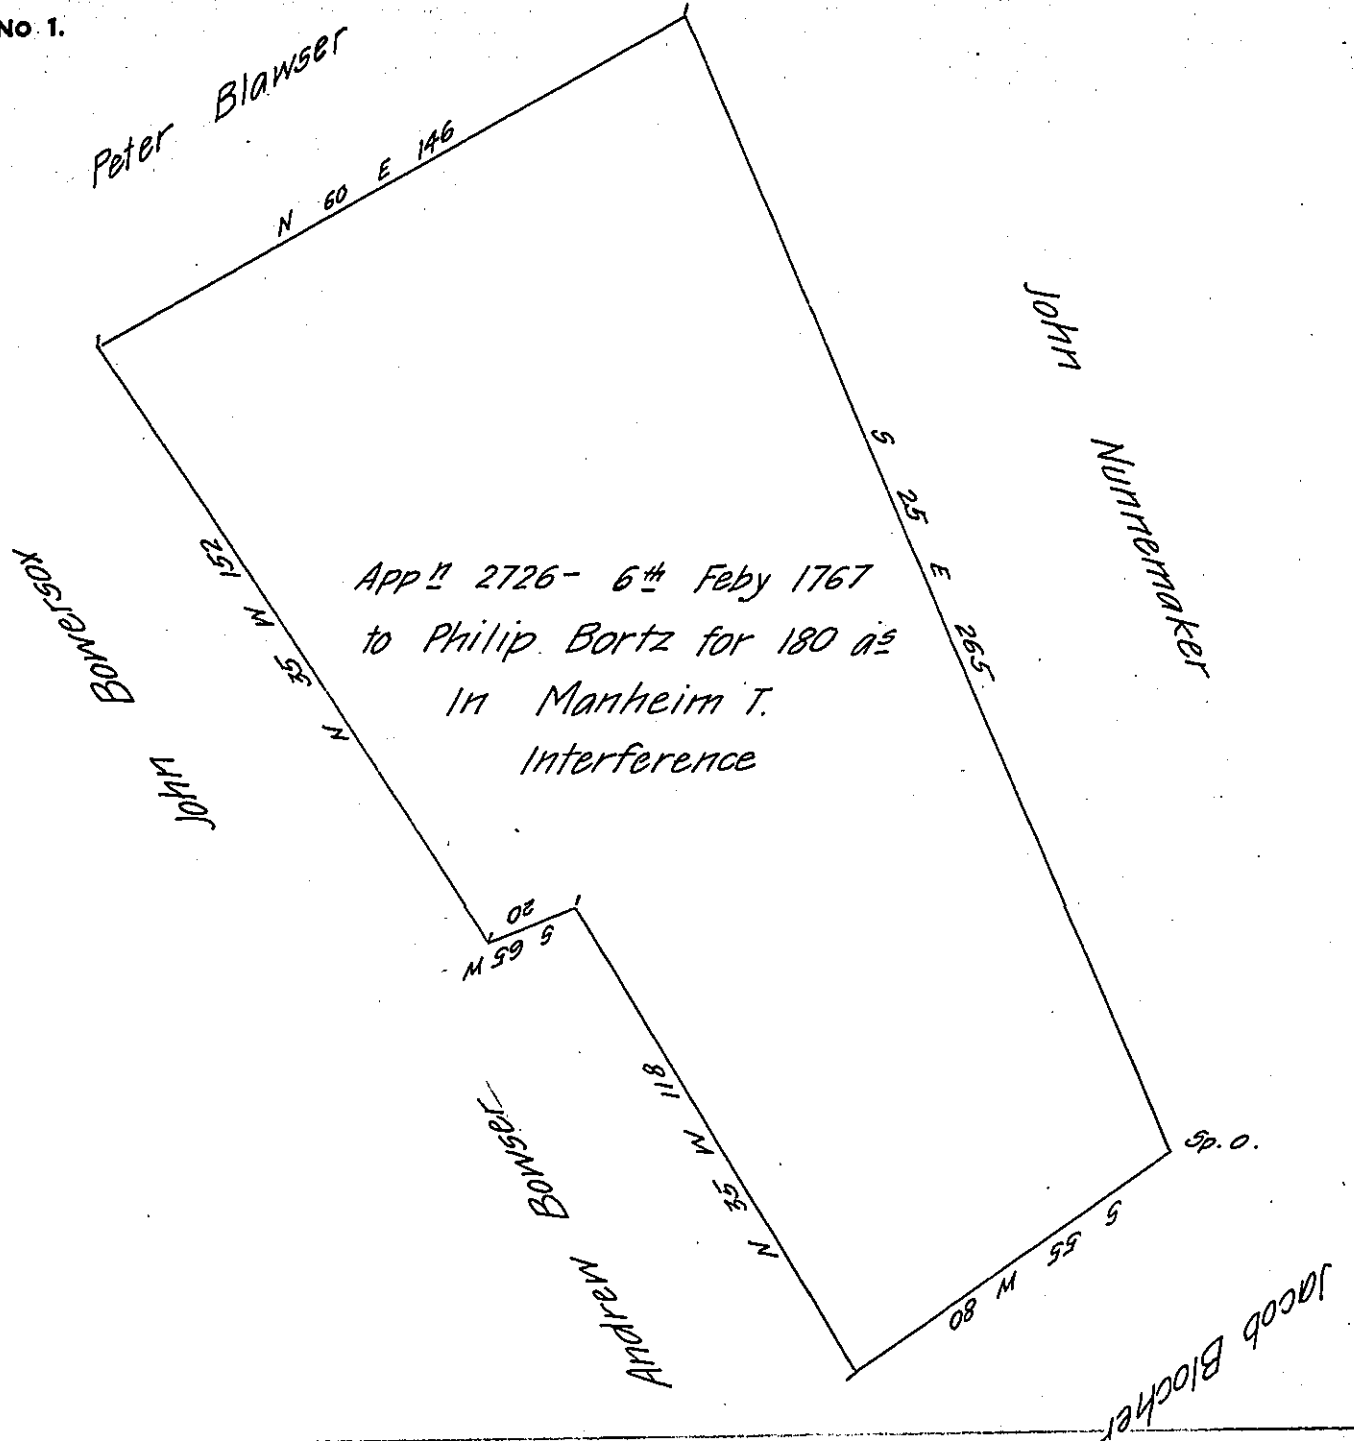 No 1.
Peter Blawser
N 60 E 146
John Nunnemaker
S 25 E 265
John Bowersox
N 35 W 152
Appn 2726- 6th Feby 1767
to Philip Bortz for 180 as
In Manheim T.
Interference
20
S 65 W
N 35 W 118
Andrew Bowser
Sp. O.
S 55 W 80
Jacob Blocher